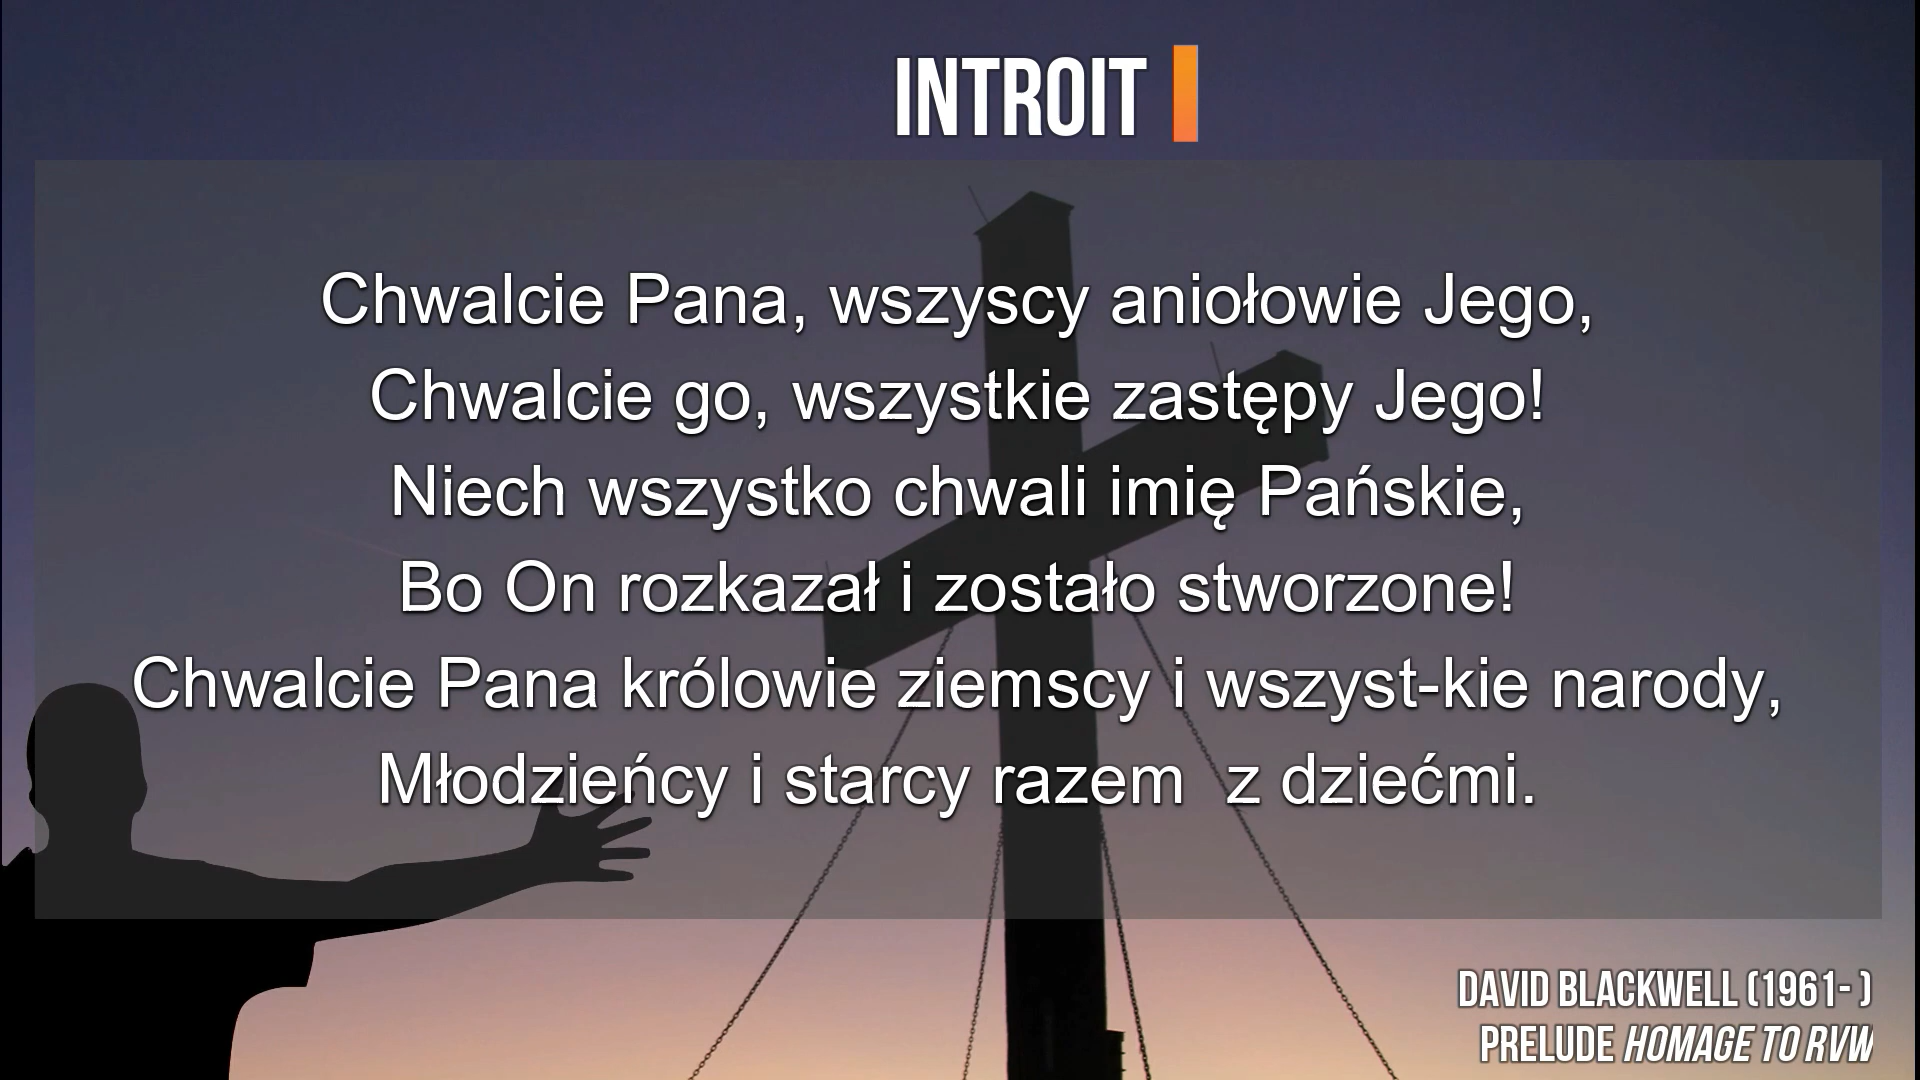 INTROIT
Chwalcie Pana, wszyscy aniołowie Jego,
Chwalcie go, wszystkie zastępy Jego!
Niech wszystko chwali imię Pańskie,
Bo On rozkazał i zostało stworzone!
Chwalcie Pana królowie ziemscy i wszyst-kie narody,
Młodzieńcy i starcy razem  z dziećmi.
DAVID BLACKWELL (1961- )
PRELUDE HOMAGE TO RVW